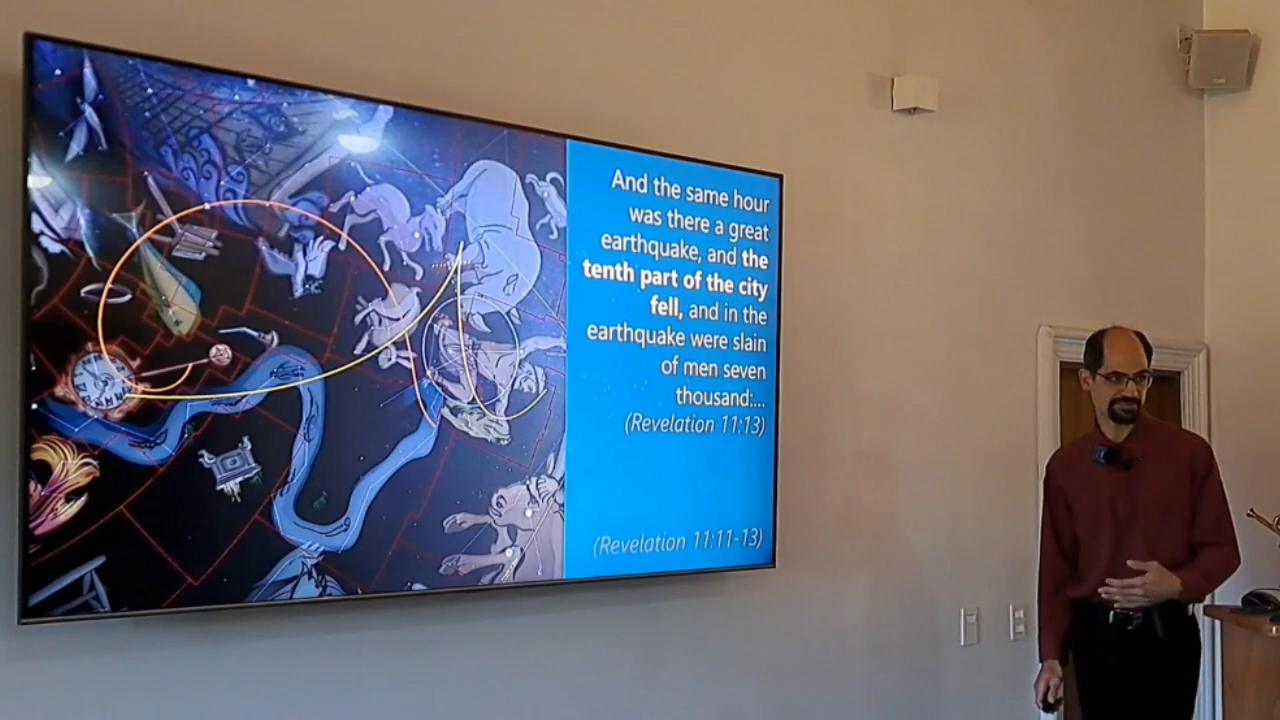 And the same hour
was there a great
earthquake, and the
tenth part of the city
fell, and in the
earthquake were slain
of men seven
thousand:...
(Revelation 11:13)
(Revelation 11:11-13)